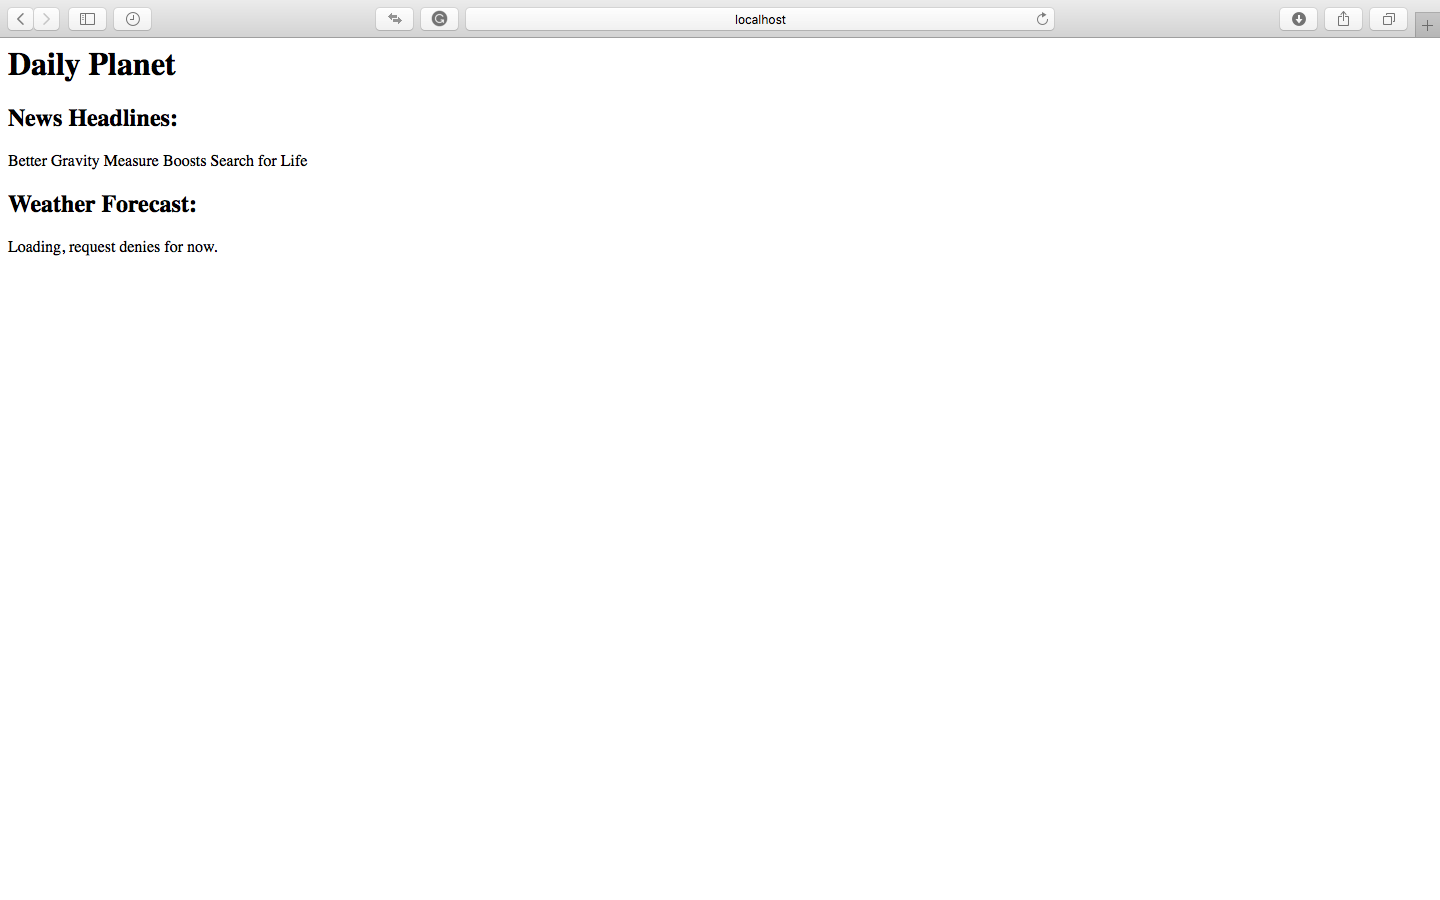 localhost
Daily Planet
News Headlines:
Better Gravity Measure Boosts Search for Life
Weather Forecast:
Loading, request denies for now.